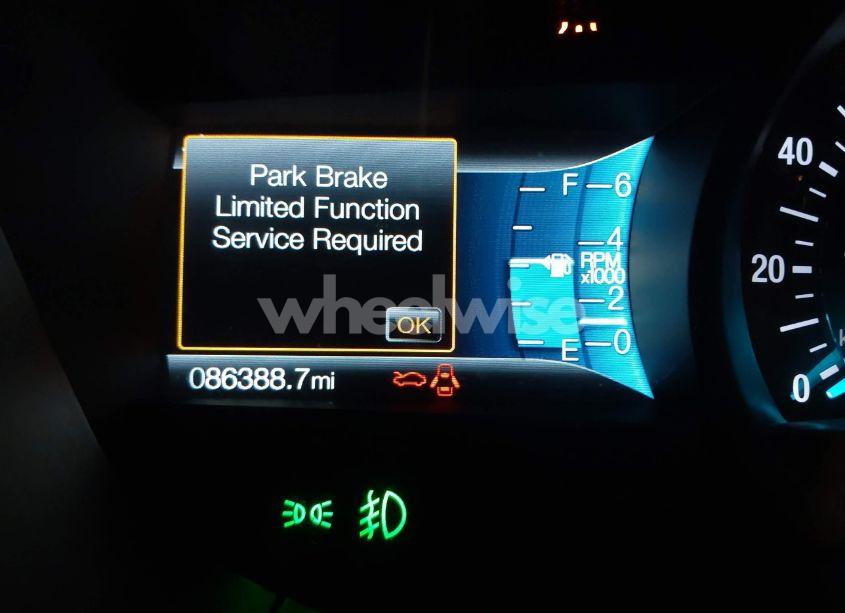 Park Brake
Limited Function
Service Required
OK
wheelwise
086388.7mi
F
6
4
RPM
x1000
2
E
0
40
20
0